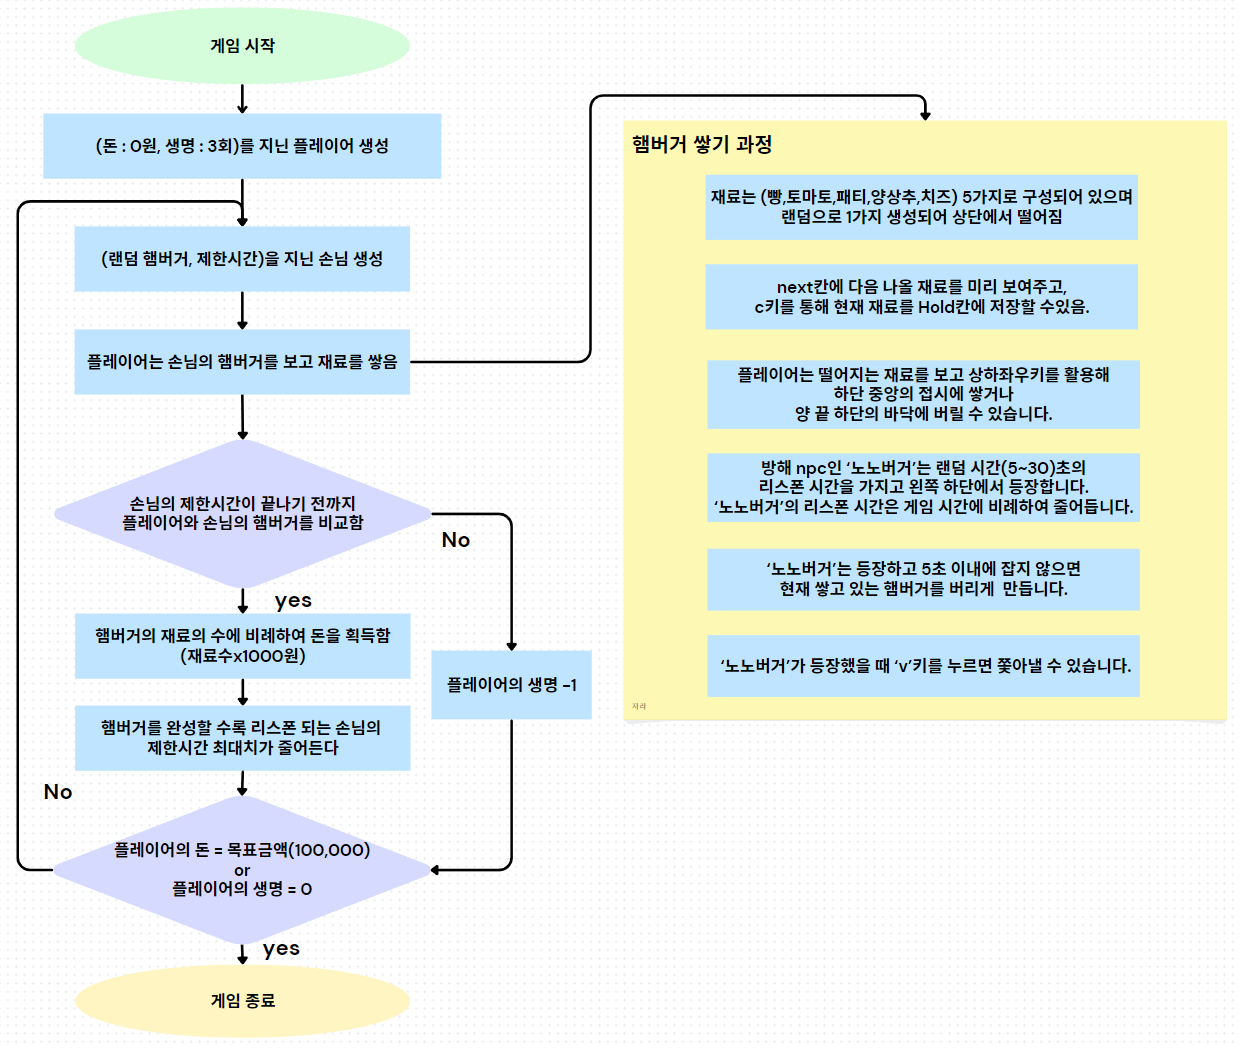 게임 시작
(돈 : 0원, 생명 : 3회)를 지닌 플레이어 생성
(랜덤 햄버거, 제한시간)을 지닌 손님 생성
플레이어는 손님의 햄버거를 보고 재료를 쌓음
손님의 제한시간이 끝나기 전까지
플레이어와 손님의 햄버거를 비교함
No
yes
햄버거의 재료의 수에 비례하여 돈을 획득함
(재료수x1000원)
플레이어의 생명 -1
햄버거를 완성할 수록 리스폰 되는 손님의
제한시간 최대치가 줄어든다
No
플레이어의 돈 = 목표금액(100,000)
or
플레이어의 생명 = 0
yes
게임 종료
햄버거 쌓기 과정
재료는 (빵,토마토,패티,양상추,치즈) 5가지로 구성되어 있으며
랜덤으로 1가지 생성되어 상단에서 떨어짐
next칸에 다음 나올 재료를 미리 보여주고,
c키를 통해 현재 재료를 Hold칸에 저장할 수있음.
플레이어는 떨어지는 재료를 보고 상하좌우키를 활용해
하단 중앙의 접시에 쌓거나
양 끝 하단의 바닥에 버릴 수 있습니다.
방해 npc인 ‘노노버거’는 랜덤 시간(5~30)초의
리스폰 시간을 가지고 왼쪽 하단에서 등장합니다.
‘노노버거’의 리스폰 시간은 게임 시간에 비례하여 줄어듭니다.
‘노노버거’는 등장하고 5초 이내에 잡지 않으면
현재 쌓고 있는 햄버거를 버리게 만듭니다.
‘노노버거’가 등장했을 때 ‘v’키를 누르면 쫓아낼 수 있습니다.